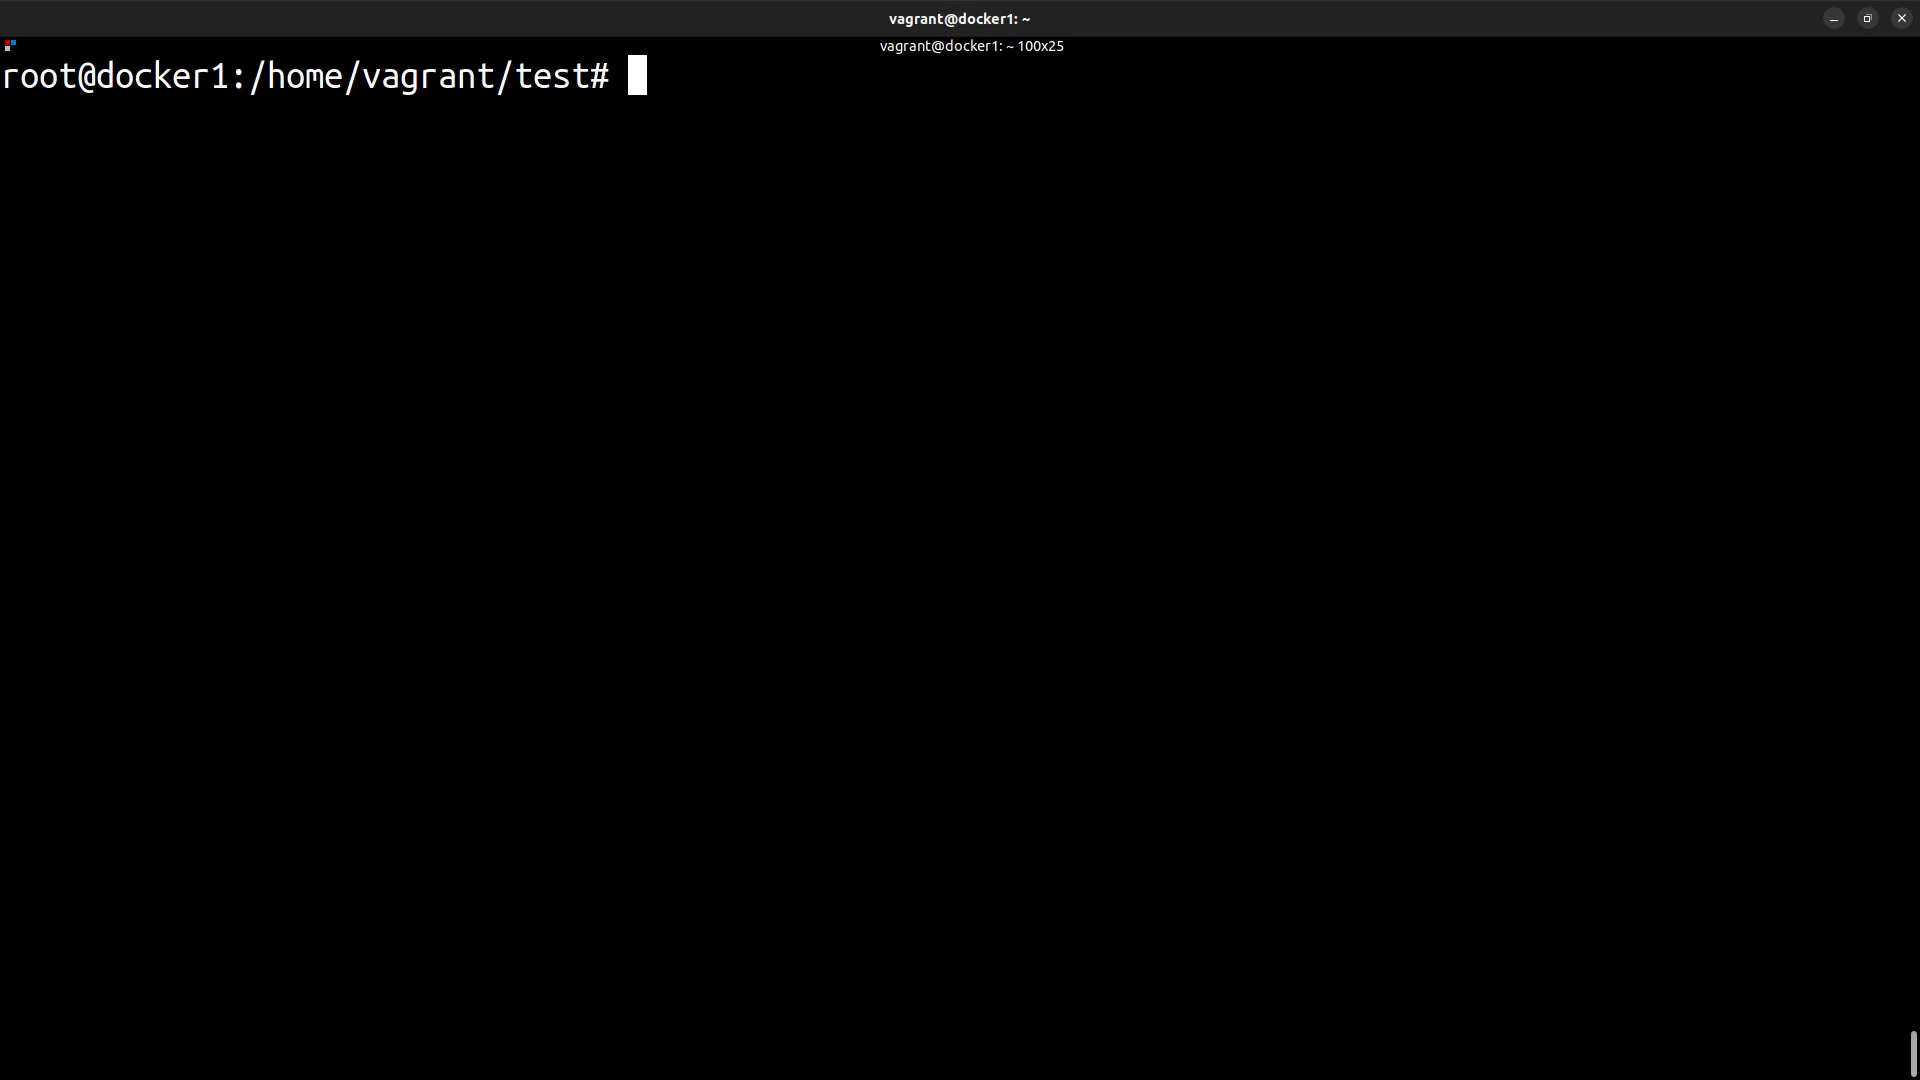 vagrant@docker1: ~
vagrant@docker1: ~ 100x25
root@docker1:/home/vagrant/test#